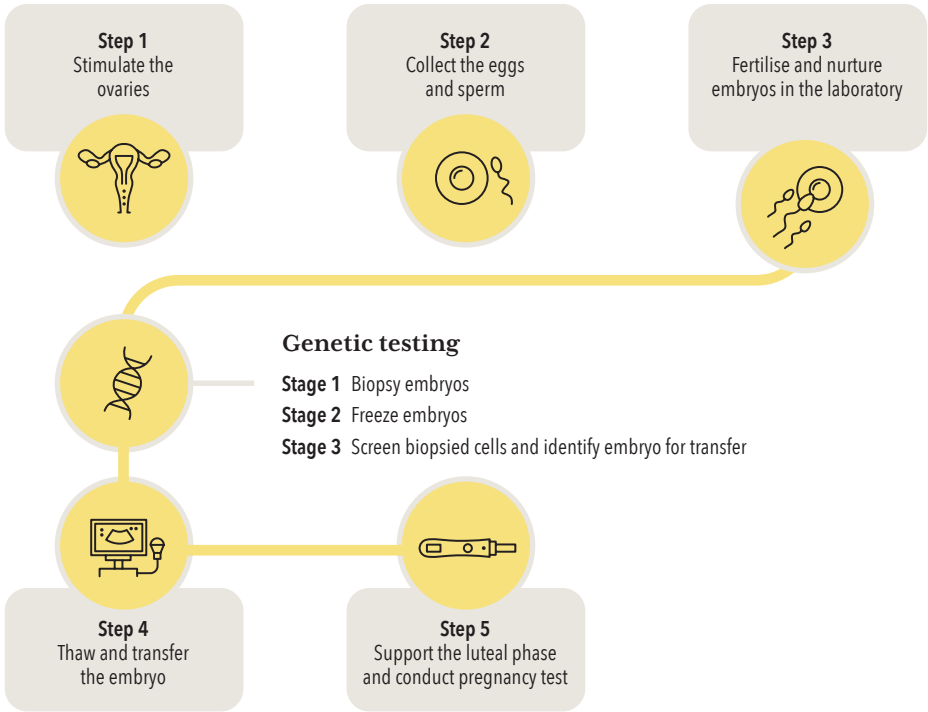 Step 1
Stimulate the
ovaries
Step 2
Collect the eggs
and sperm
Step 3
Fertilise and nurture
embryos in the laboratory
Genetic testing
Stage 1 Biopsy embryos
Stage 2 Freeze embryos
Stage 3 Screen biopsied cells and identify embryo for transfer
Step 4
Thaw and transfer
the embryo
Step 5
Support the luteal phase
and conduct pregnancy test